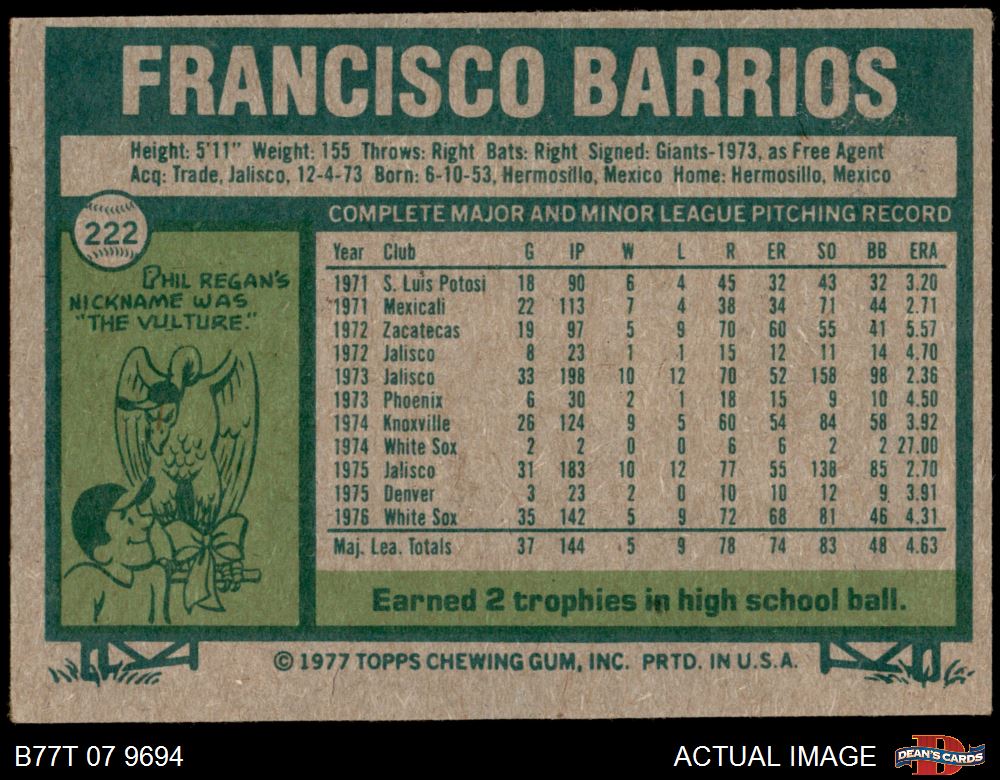 FRANCISCO BARRIOS
Height: 5'11" Weight: 155 Throws: Right Bats: Right Signed: Giants-1973, as Free Agent
Acq: Trade, Jalisco, 12-4-73 Born: 6-10-53, Hermosillo, Mexico Home: Hermosillo, Mexico
222
PHIL REGAN'S
NICKNAME WAS
"THE VULTURE."
COMPLETE MAJOR AND MINOR LEAGUE PITCHING RECORD
Year Club G IP W L R ER SO BB ERA
1971 S. Luis Potosi 18 90 6 4 45 32 43 32 3.20
1971 Mexicali 22 113 7 4 38 34 71 44 2.71
1972 Zacatecas 19 97 5 9 70 60 55 41 5.57
1972 Jalisco 8 23 1 1 15 12 11 14 4.70
1973 Jalisco 33 198 10 12 70 52 158 98 2.36
1973 Phoenix 6 30 2 1 18 15 9 10 4.50
1974 Knoxville 26 124 9 5 60 54 84 58 3.92
1974 White Sox 2 2 0 0 6 6 2 2 27.00
1975 Jalisco 31 183 10 12 77 55 138 85 2.70
1975 Denver 3 23 2 0 10 10 12 9 3.91
1976 White Sox 35 142 5 9 72 68 81 46 4.31
Maj. Lea. Totals 37 144 5 9 78 74 83 48 4.63
Earned 2 trophies in high school ball.
© 1977 TOPPS CHEWING GUM, INC. PRTD. IN U.S.A.
B77T 07 9694
ACTUAL IMAGE
D
DEAN'S CARDS